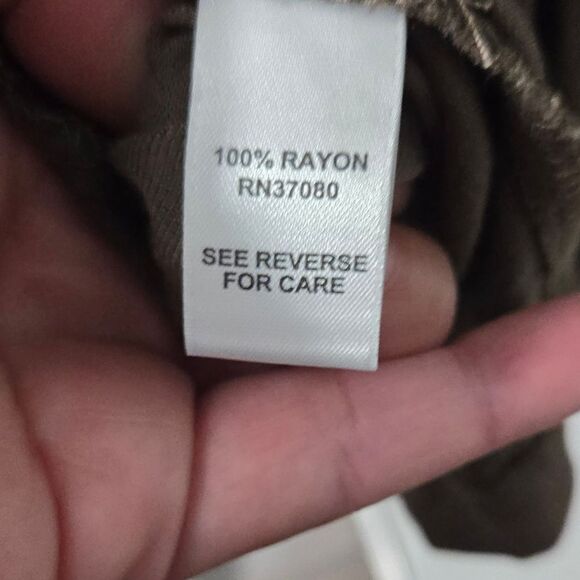 100% RAYON
RN37080
SEE REVERSE
FOR CARE